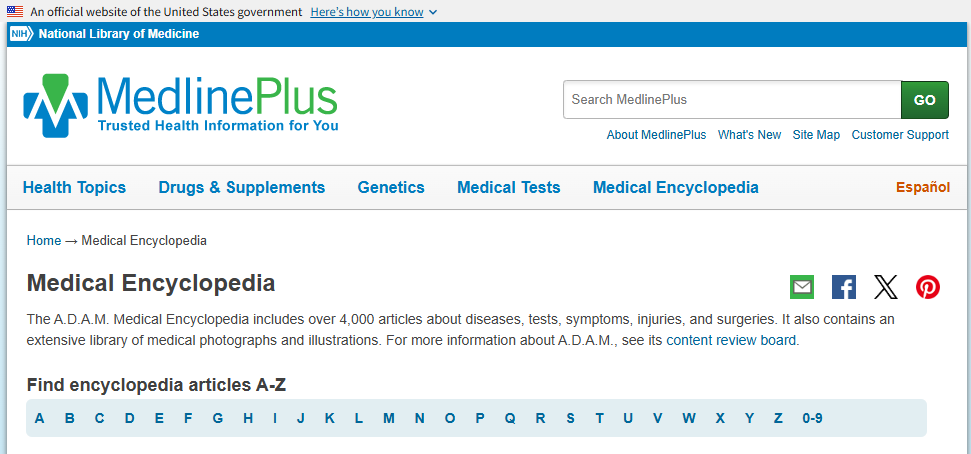 An official website of the United States government Here's how you know
NIH National Library of Medicine
MedlinePlus
Trusted Health Information for You
Search MedlinePlus
GO
About MedlinePlus What's New Site Map Customer Support
Health Topics Drugs & Supplements Genetics Medical Tests Medical Encyclopedia Español
Home → Medical Encyclopedia
Medical Encyclopedia
The A.D.A.M. Medical Encyclopedia includes over 4,000 articles about diseases, tests, symptoms, injuries, and surgeries. It also contains an
extensive library of medical photographs and illustrations. For more information about A.D.A.M., see its content review board.
Find encyclopedia articles A-Z
A B C D E F G H I J K L M N O P Q R S T U V W X Y Z 0-9